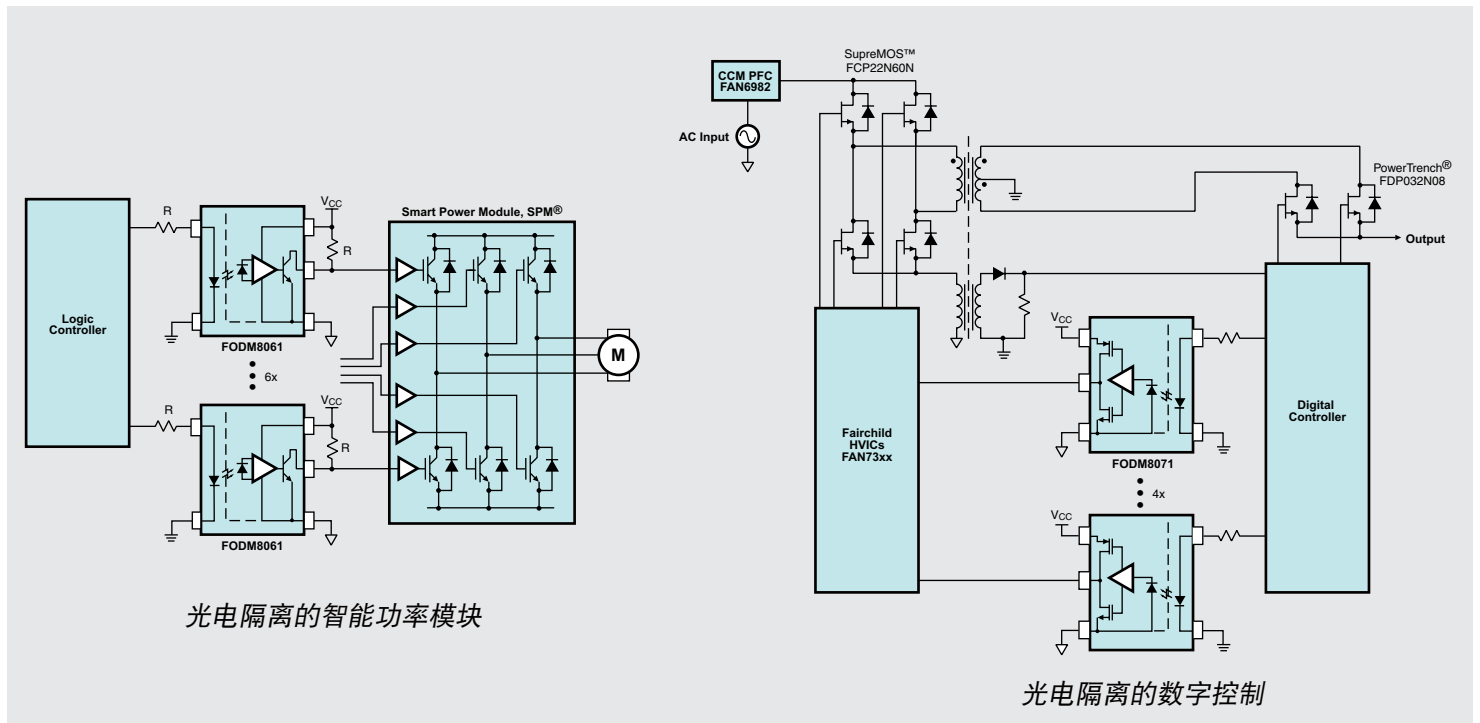 Logic
Controller
R
VCC
R
FODM8061
6x
R
VCC
R
FODM8061
Smart Power Module, SPM®
M
光电隔离的智能功率模块
SupreMOS™
FCP22N60N
CCM PFC
FAN6982
AC Input
PowerTrench®
FDP032N08
Output
Fairchild
HVICs
FAN73xx
VCC
FODM8071
4x
VCC
Digital
Controller
光电隔离的数字控制